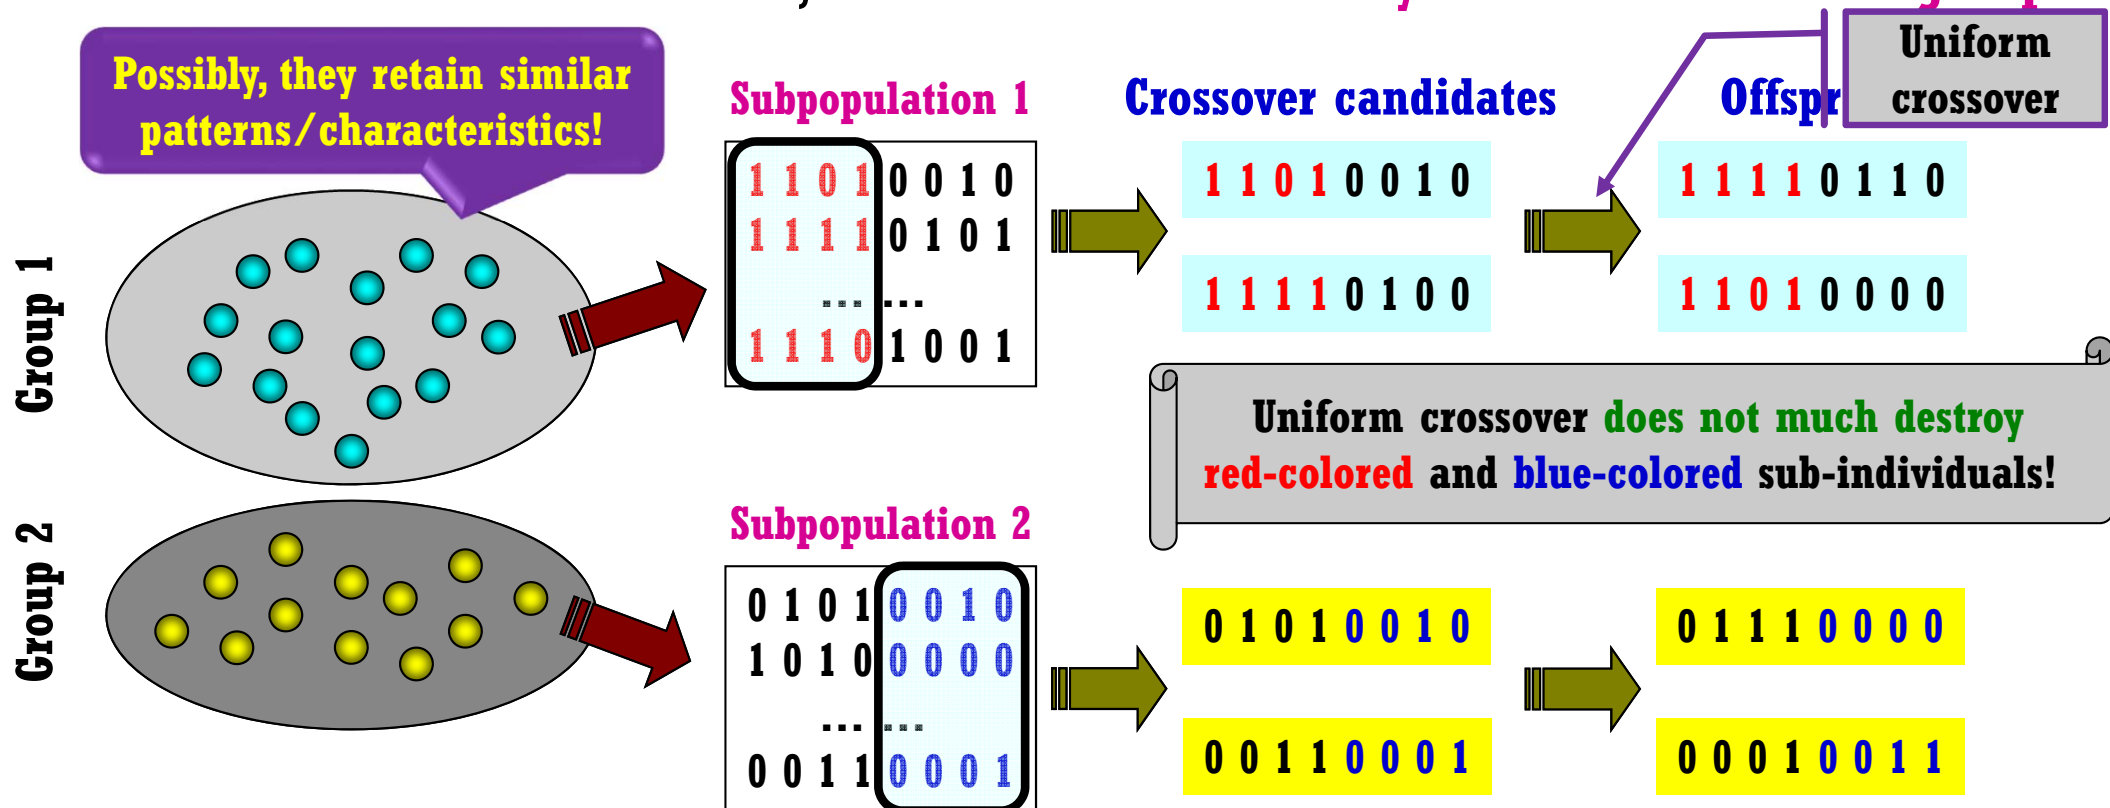 Possibly, they retain similar
patterns/characteristics!
Uniform
crossover
Subpopulation 1
Crossover candidates
Offspr
Group 1
1 1 0 1 0 0 1 0
1 1 1 1 0 1 0 1
... ...
1 1 1 0 1 0 0 1
1 1 0 1 0 0 1 0
1 1 1 1 0 1 0 0
1 1 1 1 0 1 1 0
1 1 0 1 0 0 0 0
Uniform crossover does not much destroy
red-colored and blue-colored sub-individuals!
Group 2
Subpopulation 2
0 1 0 1 0 0 1 0
1 0 1 0 0 0 0 0
... ...
0 0 1 1 0 0 0 1
0 1 0 1 0 0 1 0
0 0 1 1 0 0 0 1
0 1 1 1 0 0 0 0
0 0 0 1 0 0 1 1